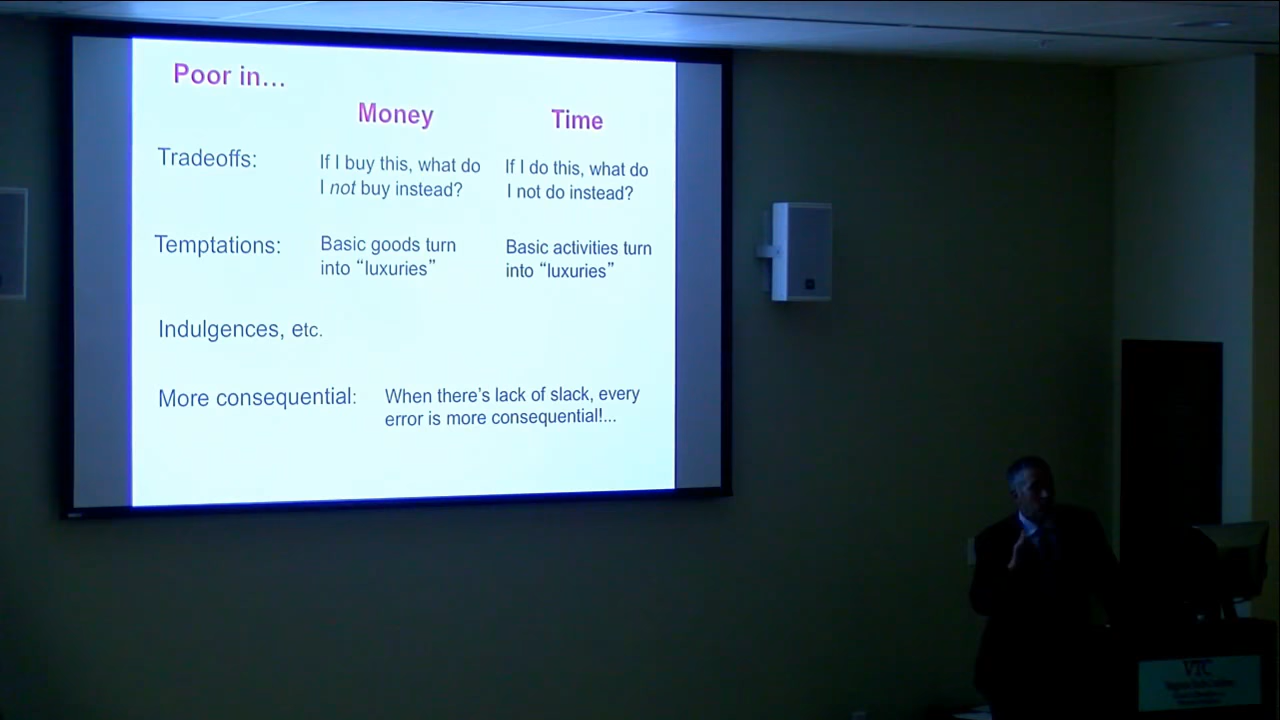 Poor in...
Money
Time
Tradeoffs:
If I buy this, what do
I not buy instead?
If I do this, what do
I not do instead?
Temptations:
Basic goods turn
into “luxuries”
Basic activities turn
into “luxuries”
Indulgences, etc.
More consequential:
When there’s lack of slack, every
error is more consequential!...
VTC